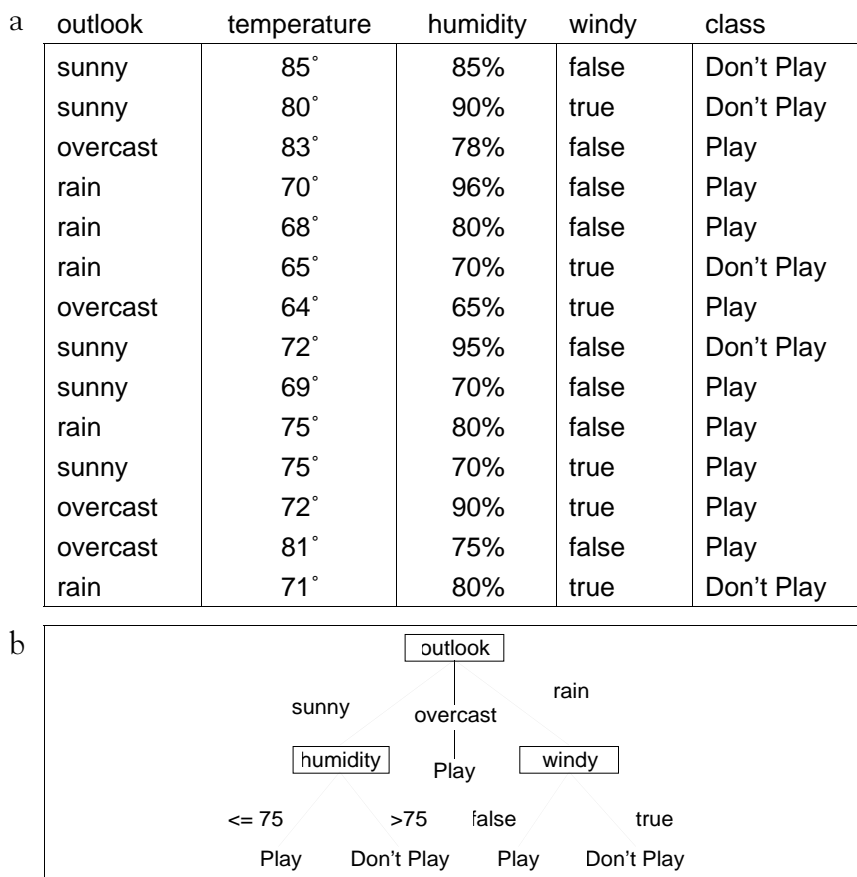 a outlook temperature humidity windy class
sunny 85° 85% false Don't Play
sunny 80° 90% true Don't Play
overcast 83° 78% false Play
rain 70° 96% false Play
rain 68° 80% false Play
rain 65° 70% true Don't Play
overcast 64° 65% true Play
sunny 72° 95% false Don't Play
sunny 69° 70% false Play
rain 75° 80% false Play
sunny 75° 70% true Play
overcast 72° 90% true Play
overcast 81° 75% false Play
rain 71° 80% true Don't Play
b outlook
sunny overcast rain
humidity Play windy
<= 75 >75 false true
Play Don't Play Play Don't Play